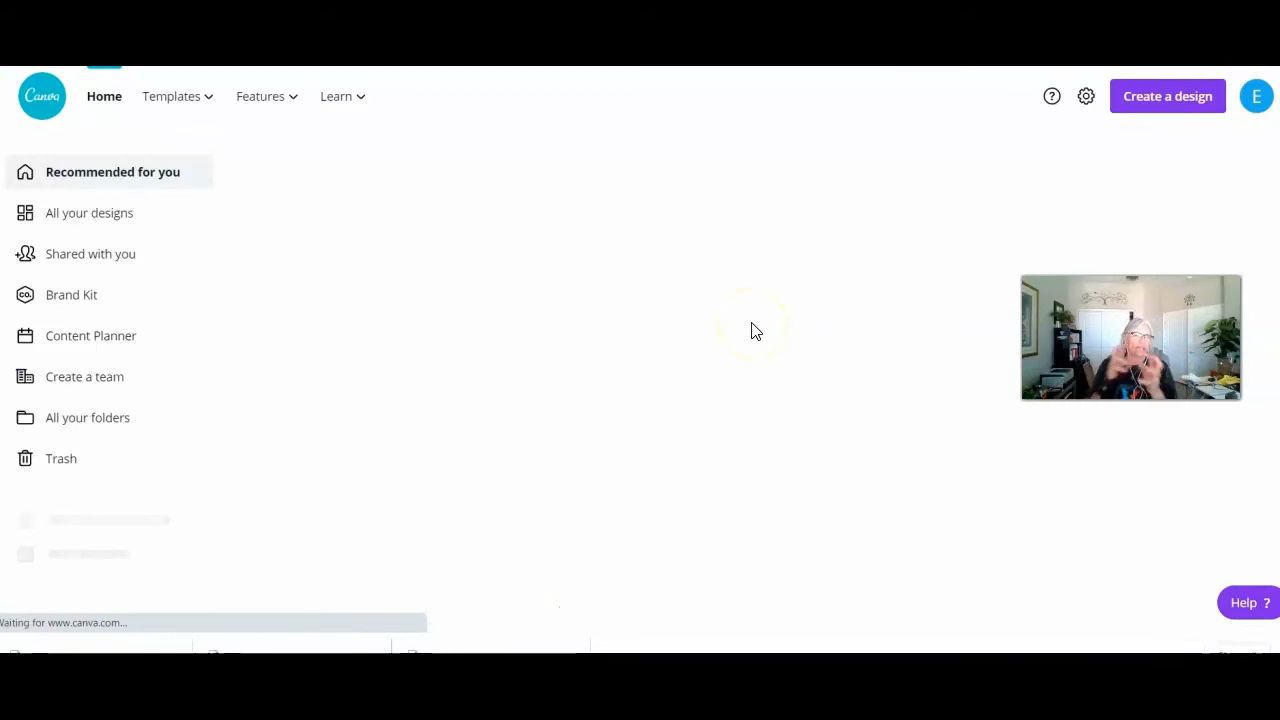 Canva
Home
Templates
Features
Learn
?
Create a design
E
Recommended for you
All your designs
Shared with you
CO.
Brand Kit
Content Planner
Create a team
All your folders
Trash
Help ?
Waiting for www.canva.com...